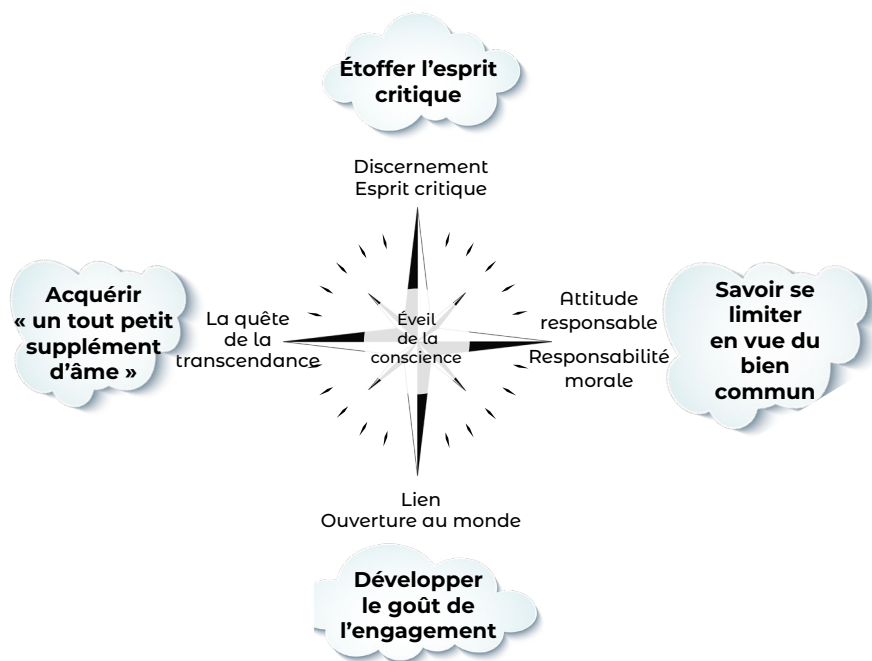 Étoffer l’esprit
critique
Discernement
Esprit critique
Acquérir
« un tout petit
supplément
d’âme »
La quête
de la
transcendance
Éveil
de la
conscience
Attitude
responsable
Responsabilité
morale
Savoir se
limiter
en vue du
bien
commun
Lien
Ouverture au monde
Développer
le goût de
l’engagement